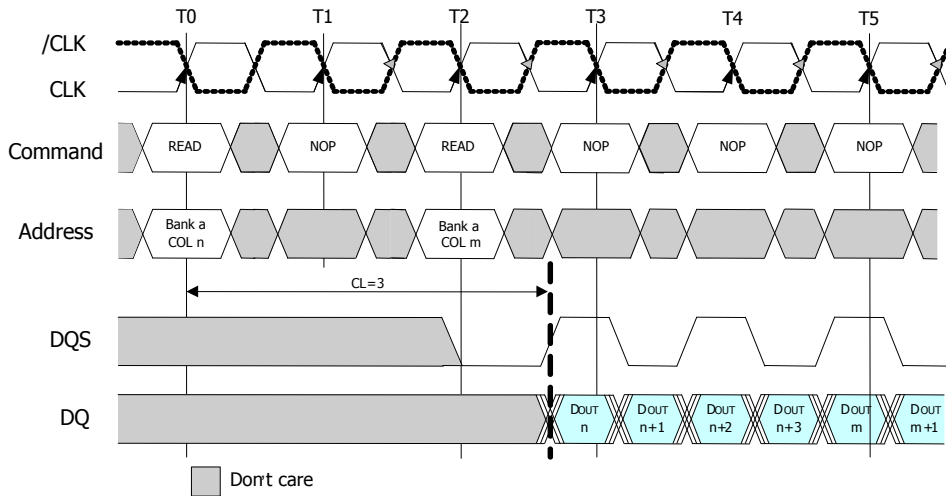 T0 T1 T2 T3 T4 T5
/CLK
CLK
Command READ NOP READ NOP NOP NOP
Address Bank a COL n Bank a COL m
CL=3
DQS
DQ DOUT n DOUT n+1 DOUT n+2 DOUT n+3 DOUT m DOUT m+1
Don't care